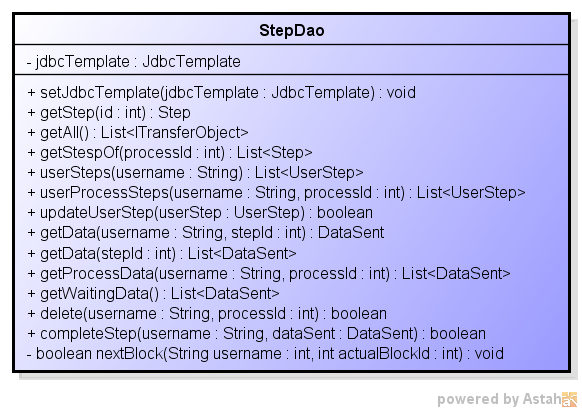 StepDao
- jdbcTemplate : JdbcTemplate
+ setJdbcTemplate(jdbcTemplate : JdbcTemplate) : void
+ getStep(id : int) : Step
+ getAll() : List<ITransferObject>
+ getStespOf(processId : int) : List<Step>
+ userSteps(username : String) : List<UserStep>
+ userProcessSteps(username : String, processId : int) : List<UserStep>
+ updateUserStep(userStep : UserStep) : boolean
+ getData(username : String, stepId : int) : DataSent
+ getData(stepId : int) : List<DataSent>
+ getProcessData(username : String, processId : int) : List<DataSent>
+ getWaitingData() : List<DataSent>
+ delete(username : String, processId : int) : boolean
+ completeStep(username : String, dataSent : DataSent) : boolean
- boolean nextBlock(String username : int, int actualBlockId : int) : void
powered by Astah